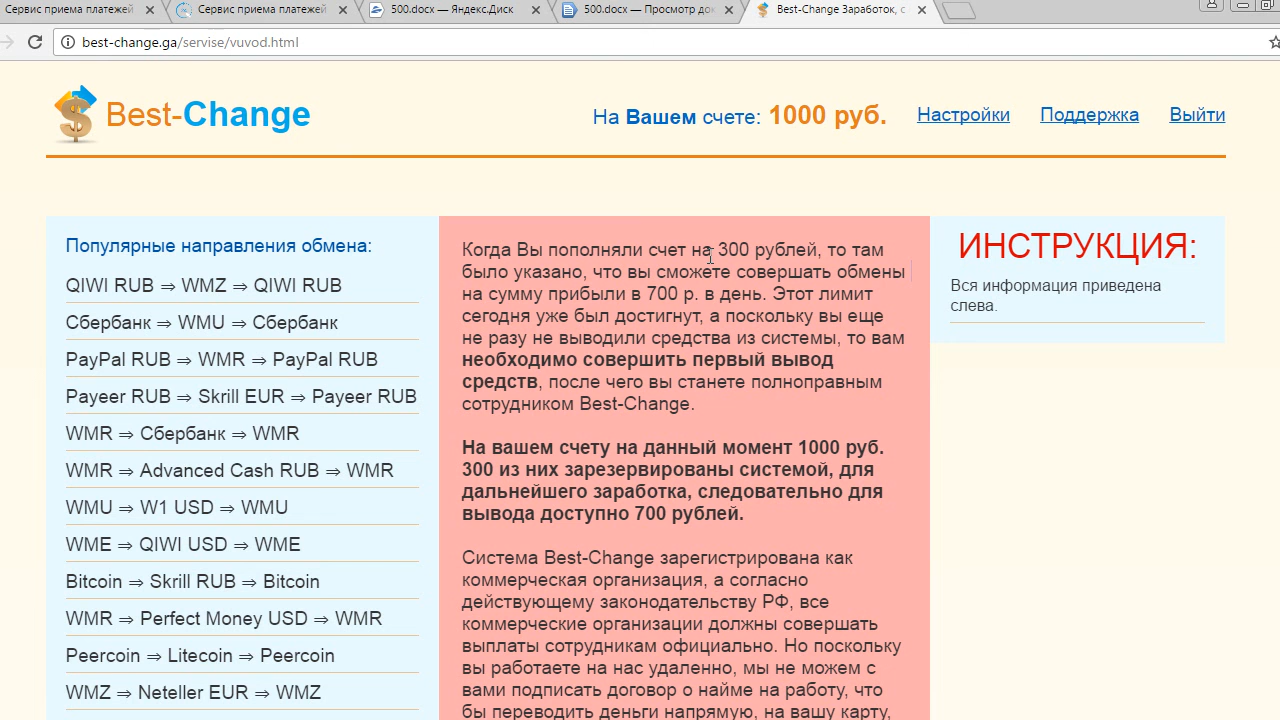 Сервис приема платежей
Сервис приема платежей
500.docx — Яндекс.Диск
500.docx — Просмотр до
Best-Change Заработок, с
best-change.ga/servise/vuvod.html
Best-Change
На Вашем счете: 1000 руб.
Настройки
Поддержка
Выйти
Популярные направления обмена:
QIWI RUB ⇒ WMZ ⇒ QIWI RUB
Сбербанк ⇒ WMU ⇒ Сбербанк
PayPal RUB ⇒ WMR ⇒ PayPal RUB
Payeer RUB ⇒ Skrill EUR ⇒ Payeer RUB
WMR ⇒ Сбербанк ⇒ WMR
WMR ⇒ Advanced Cash RUB ⇒ WMR
WMU ⇒ W1 USD ⇒ WMU
WME ⇒ QIWI USD ⇒ WME
Bitcoin ⇒ Skrill RUB ⇒ Bitcoin
WMR ⇒ Perfect Money USD ⇒ WMR
Peercoin ⇒ Litecoin ⇒ Peercoin
WMZ ⇒ Neteller EUR ⇒ WMZ
Когда Вы пополняли счет на 300 рублей, то там
было указано, что вы сможете совершать обмены
на сумму прибыли в 700 р. в день. Этот лимит
сегодня уже был достигнут, а поскольку вы еще
не разу не выводили средства из системы, то вам
необходимо совершить первый вывод
средств, после чего вы станете полноправным
сотрудником Best-Change.
На вашем счету на данный момент 1000 руб.
300 из них зарезервированы системой, для
дальнейшего заработка, следовательно для
вывода доступно 700 рублей.
Система Best-Change зарегистрирована как
коммерческая организация, а согласно
действующему законодательству РФ, все
коммерческие организации должны совершать
выплаты сотрудникам официально. Но поскольку
вы работаете на нас удаленно, мы не можем с
вами подписать договор о найме на работу, что
бы переводить деньги напрямую, на вашу карту,
ИНСТРУКЦИЯ:
Вся информация приведена
слева.